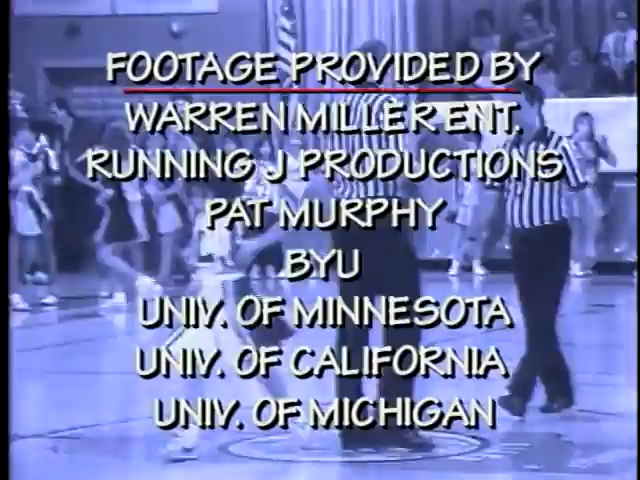 FOOTAGE PROVIDED BY
WARREN MILLER ENT.
RUNNING J PRODUCTIONS
PAT MURPHY
BYU
UNIV. OF MINNESOTA
UNIV. OF CALIFORNIA
UNIV. OF MICHIGAN